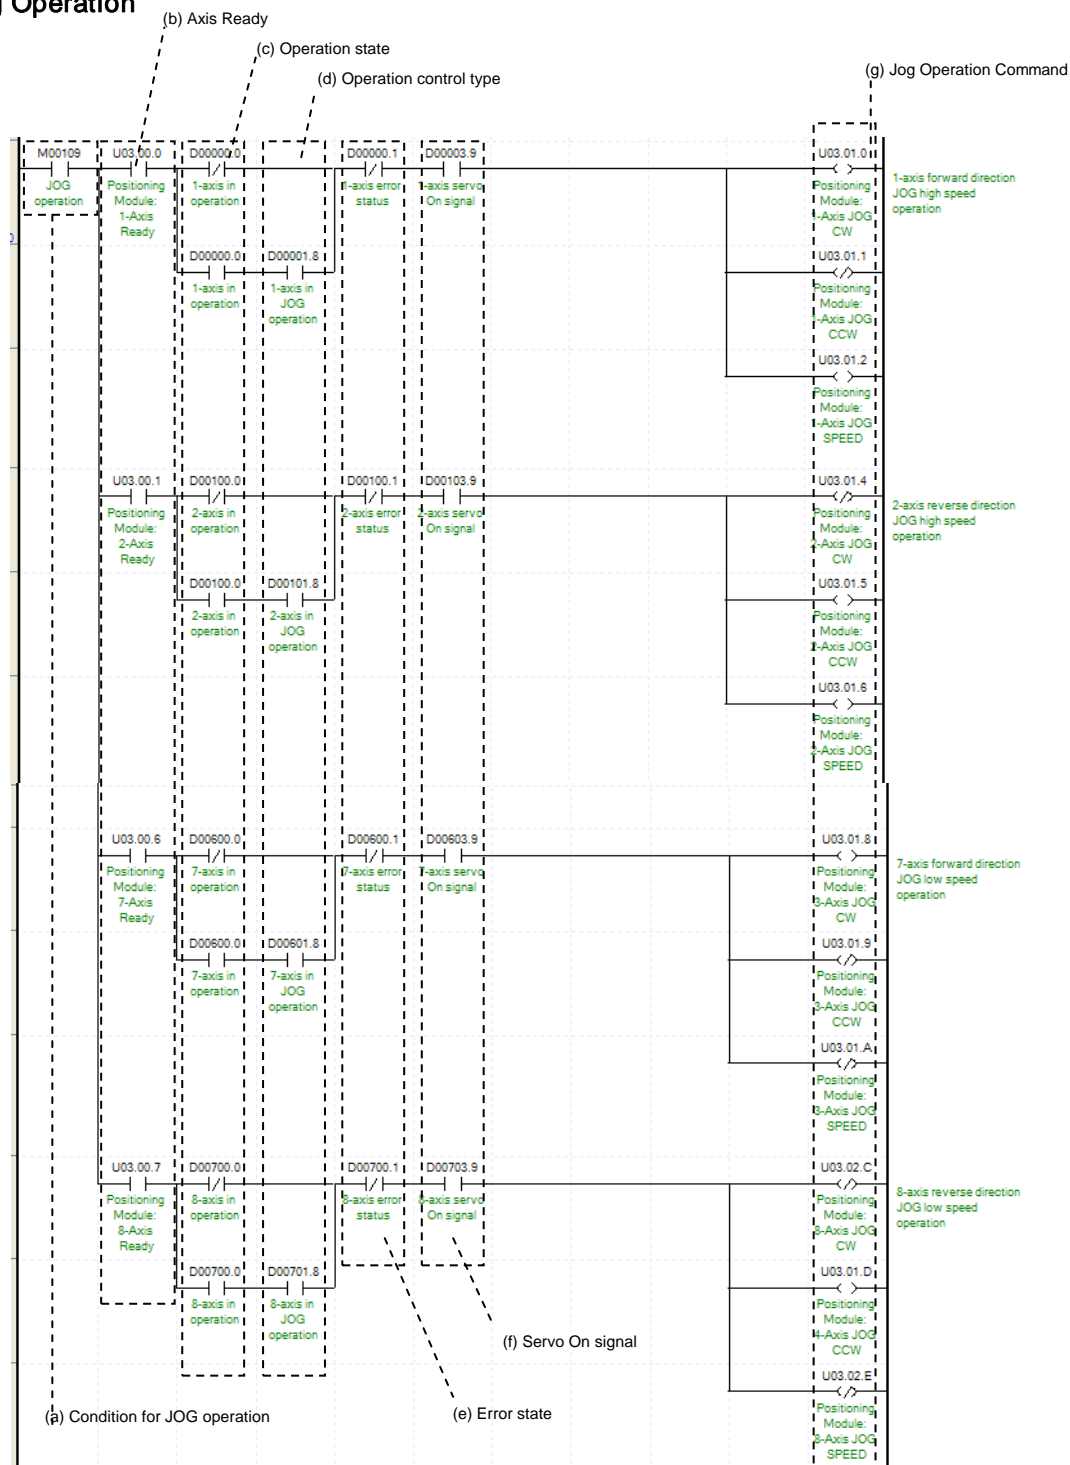 Operation
(b) Axis Ready
(c) Operation state
(d) Operation control type
(g) Jog Operation Command
M00109
JOG
operation
U03.00.0
Positioning
Module:
1-Axis
Ready
D00000.0
1-axis in
operation
D00000.1
1-axis error
status
D00003.9
1-axis servo
On signal
U03.01.0
Positioning
Module:
1-Axis JOG
CW
1-axis forward direction
JOG high speed
operation
D00000.0
1-axis in
operation
D00001.8
1-axis in
JOG
operation
U03.01.1
Positioning
Module:
1-Axis JOG
CCW
U03.01.2
Positioning
Module:
1-Axis JOG
SPEED
U03.00.1
Positioning
Module:
2-Axis
Ready
D00100.0
2-axis in
operation
D00100.1
2-axis error
status
D00103.9
2-axis servo
On signal
U03.01.4
Positioning
Module:
2-Axis JOG
CW
2-axis reverse direction
JOG high speed
operation
D00100.0
2-axis in
operation
D00101.8
2-axis in
JOG
operation
U03.01.5
Positioning
Module:
2-Axis JOG
CCW
U03.01.6
Positioning
Module:
2-Axis JOG
SPEED
U03.00.6
Positioning
Module:
7-Axis
Ready
D00600.0
7-axis in
operation
D00600.1
7-axis error
status
D00603.9
7-axis servo
On signal
U03.01.8
Positioning
Module:
3-Axis JOG
CW
7-axis forward direction
JOG low speed
operation
D00600.0
7-axis in
operation
D00601.8
7-axis in
JOG
operation
U03.01.9
Positioning
Module:
3-Axis JOG
CCW
U03.01.A
Positioning
Module:
3-Axis JOG
SPEED
U03.00.7
Positioning
Module:
8-Axis
Ready
D00700.0
8-axis in
operation
D00700.1
8-axis error
status
D00703.9
8-axis servo
On signal
U03.02.C
Positioning
Module:
8-Axis JOG
CW
8-axis reverse direction
JOG low speed
operation
D00700.0
8-axis in
operation
D00701.8
8-axis in
JOG
operation
U03.01.D
Positioning
Module:
4-Axis JOG
CCW
U03.02.E
Positioning
Module:
8-Axis JOG
SPEED
(f) Servo On signal
(e) Error state
(a) Condition for JOG operation